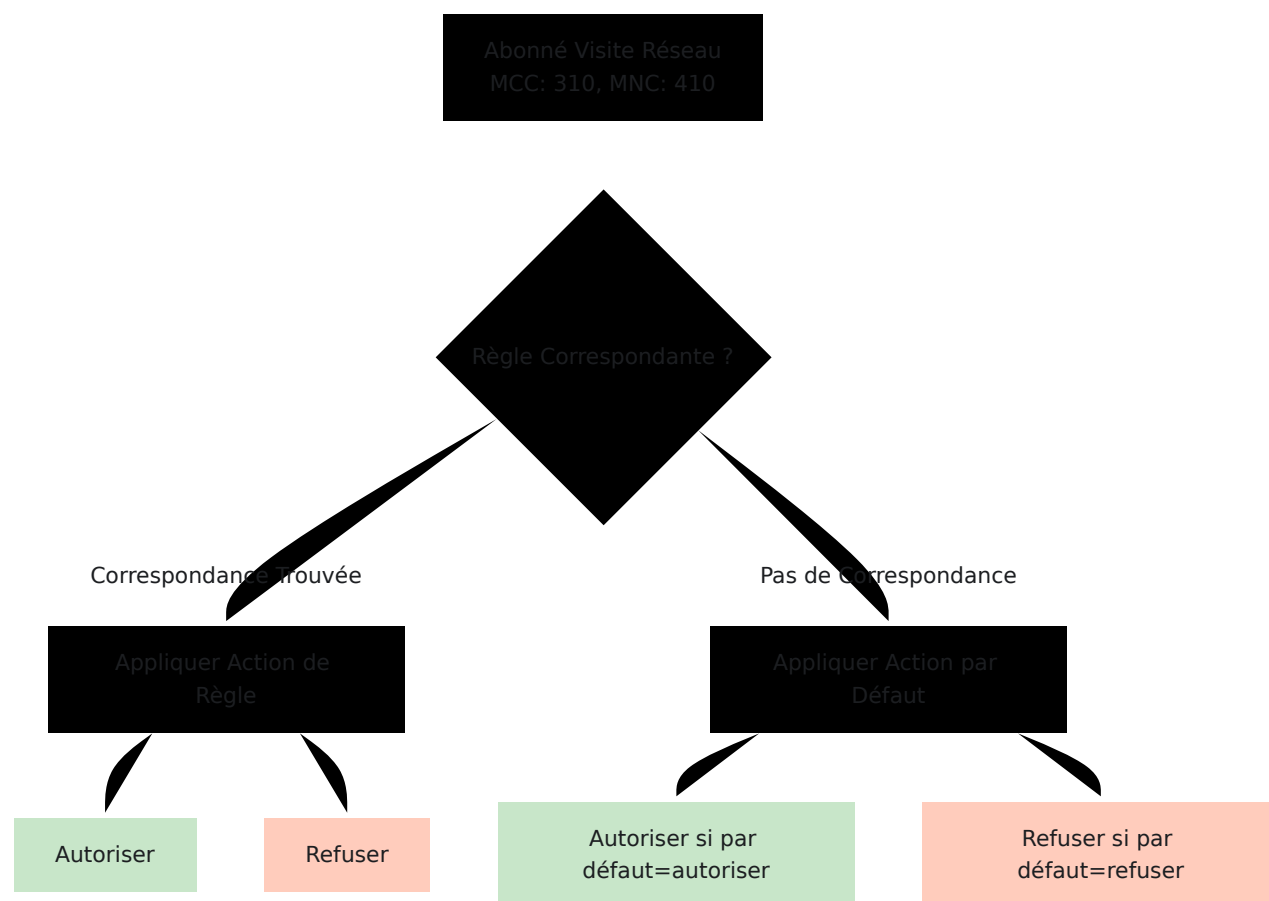 Abonné Visite Réseau
MCC: 310, MNC: 410
Règle Correspondante ?
Correspondance Trouvée
Pas de Correspondance
Appliquer Action de
Règle
Appliquer Action par
Défaut
Autoriser
Refuser
Autoriser si par
défaut=autoriser
Refuser si par
défaut=refuser